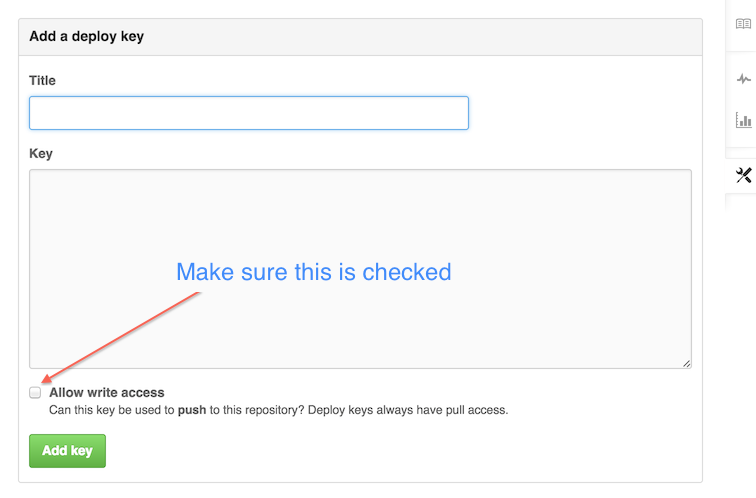 Add a deploy key
Title
Key
Make sure this is checked
Allow write access
Can this key be used to push to this repository? Deploy keys always have pull access.
Add key